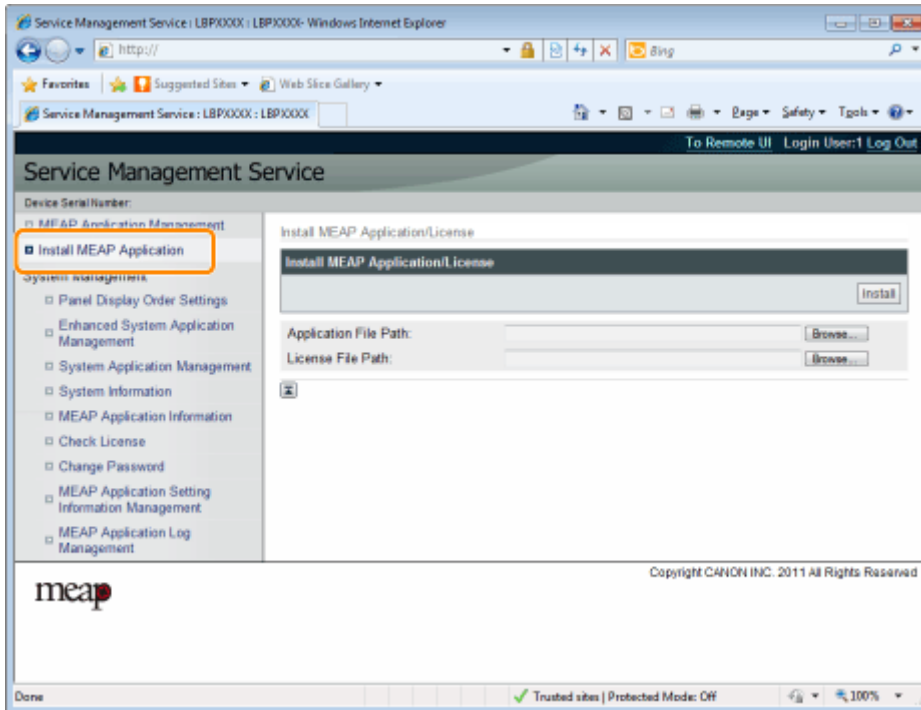 Service Management Service : LBPXXXX : LBPXXXX- Windows Internet Explorer
http://
Bing
Favorites
Suggested Sites
Web Slice Gallery
Service Management Service : LBPXXXX : LBPXXXX
Page
Safety
Tools
To Remote UI Login User:1 Log Out
Service Management Service
Device Serial Number:
MEAP Application Management
Install MEAP Application
System Management
Panel Display Order Settings
Enhanced System Application
Management
System Application Management
System Information
MEAP Application Information
Check License
Change Password
MEAP Application Setting
Information Management
MEAP Application Log
Management
Install MEAP Application/License
Install MEAP Application/License
Install
Application File Path:
Browse...
License File Path:
Browse...
Copyright CANON INC. 2011 All Rights Reserved
meap
Done
Trusted sites | Protected Mode: Off
100%